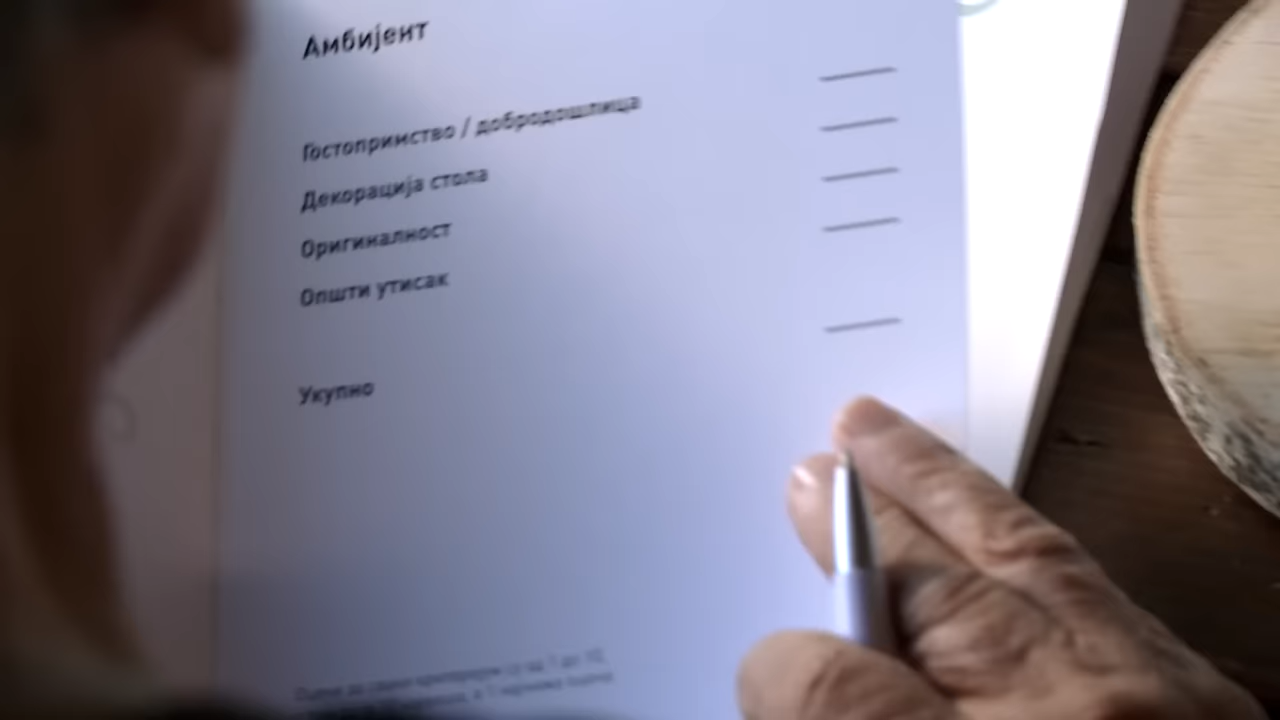 Амбијент
Гостопримство / добродошлица
Декорација стола
Оригиналност
Општи утисак
Укупно